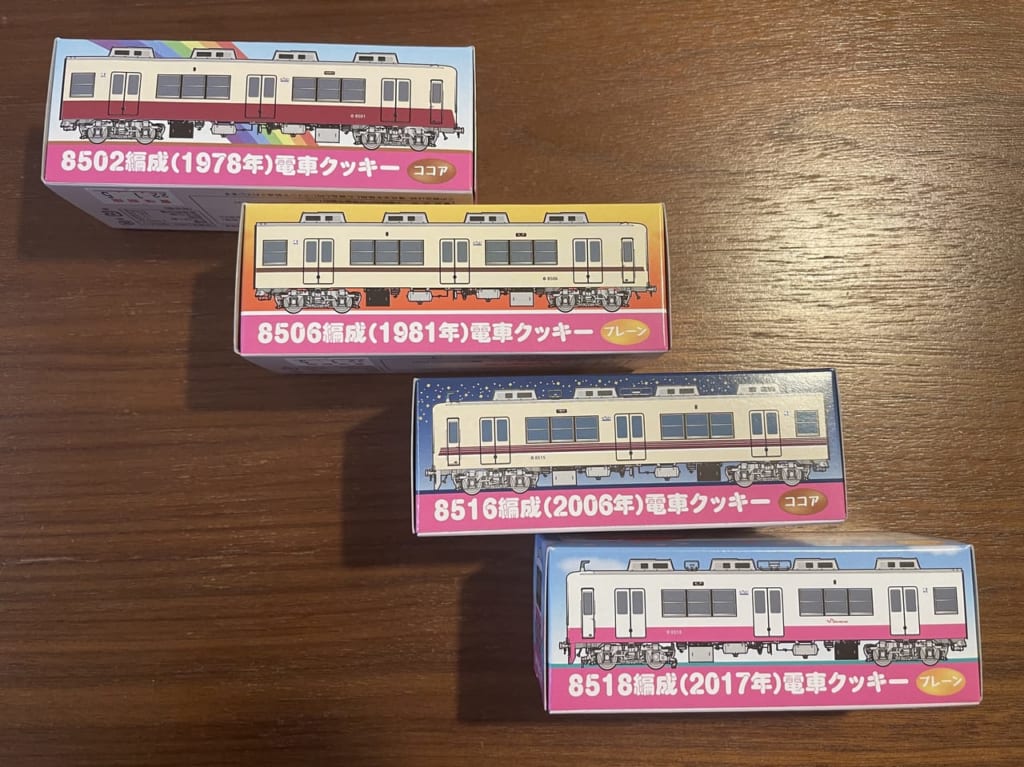 8502編成(1978年)電車クッキー ココア
8506編成(1981年)電車クッキー プレーン
8516編成(2006年)電車クッキー ココア
8518編成(2017年)電車クッキー プレーン